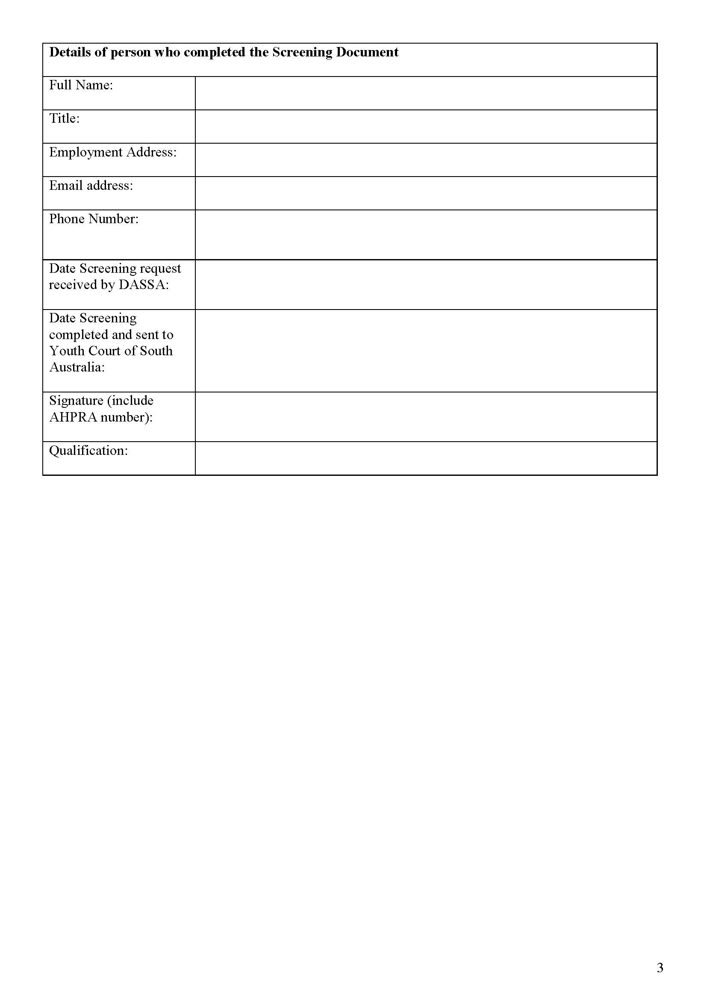 Details of person who completed the Screening Document
Full Name:
Title:
Employment Address:
Email address:
Phone Number:
Date Screening request
received by DASSA:
Date Screening
completed and sent to
Youth Court of South
Australia:
Signature (include
AHPRA number):
Qualification:
3